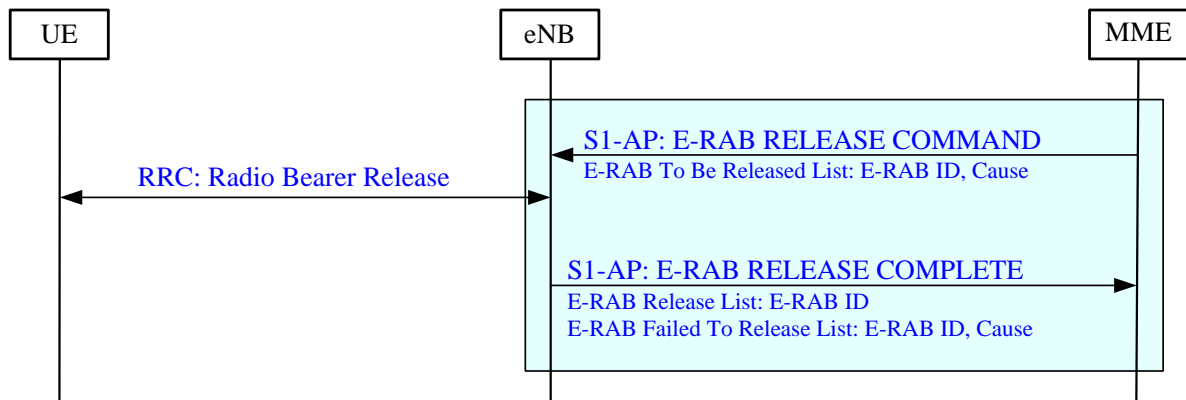 UE
eNB
MME
S1-AP: E-RAB RELEASE COMMAND
E-RAB To Be Released List: E-RAB ID, Cause
RRC: Radio Bearer Release
S1-AP: E-RAB RELEASE COMPLETE
E-RAB Release List: E-RAB ID
E-RAB Failed To Release List: E-RAB ID, Cause